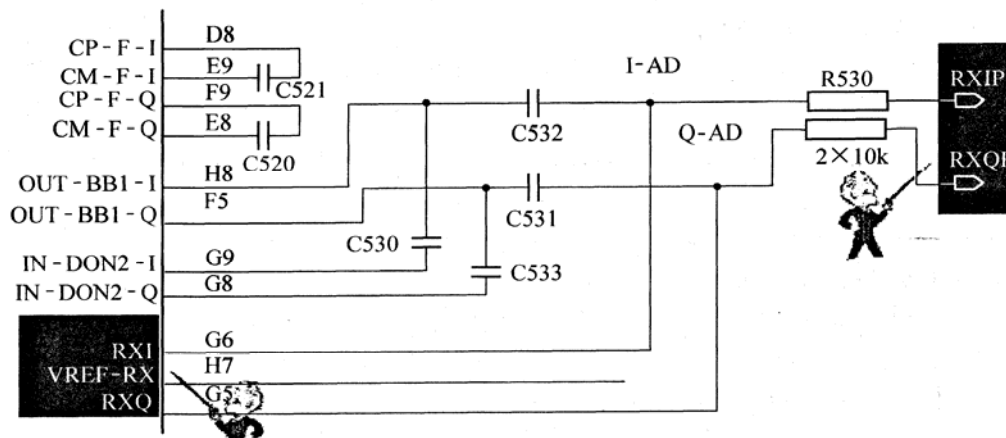 CP-F-I
D8
CM-F-I
E9
C521
CP-F-Q
F9
CM-F-Q
E8
C520
I-AD
R530
RXIP
C532
Q-AD
2×10k
OUT-BB1-I
H8
RXQP
OUT-BB1-Q
F5
C531
C530
IN-DON2-I
G9
C533
IN-DON2-Q
G8
RXI
G6
VREF-RX
H7
RXQ
G5